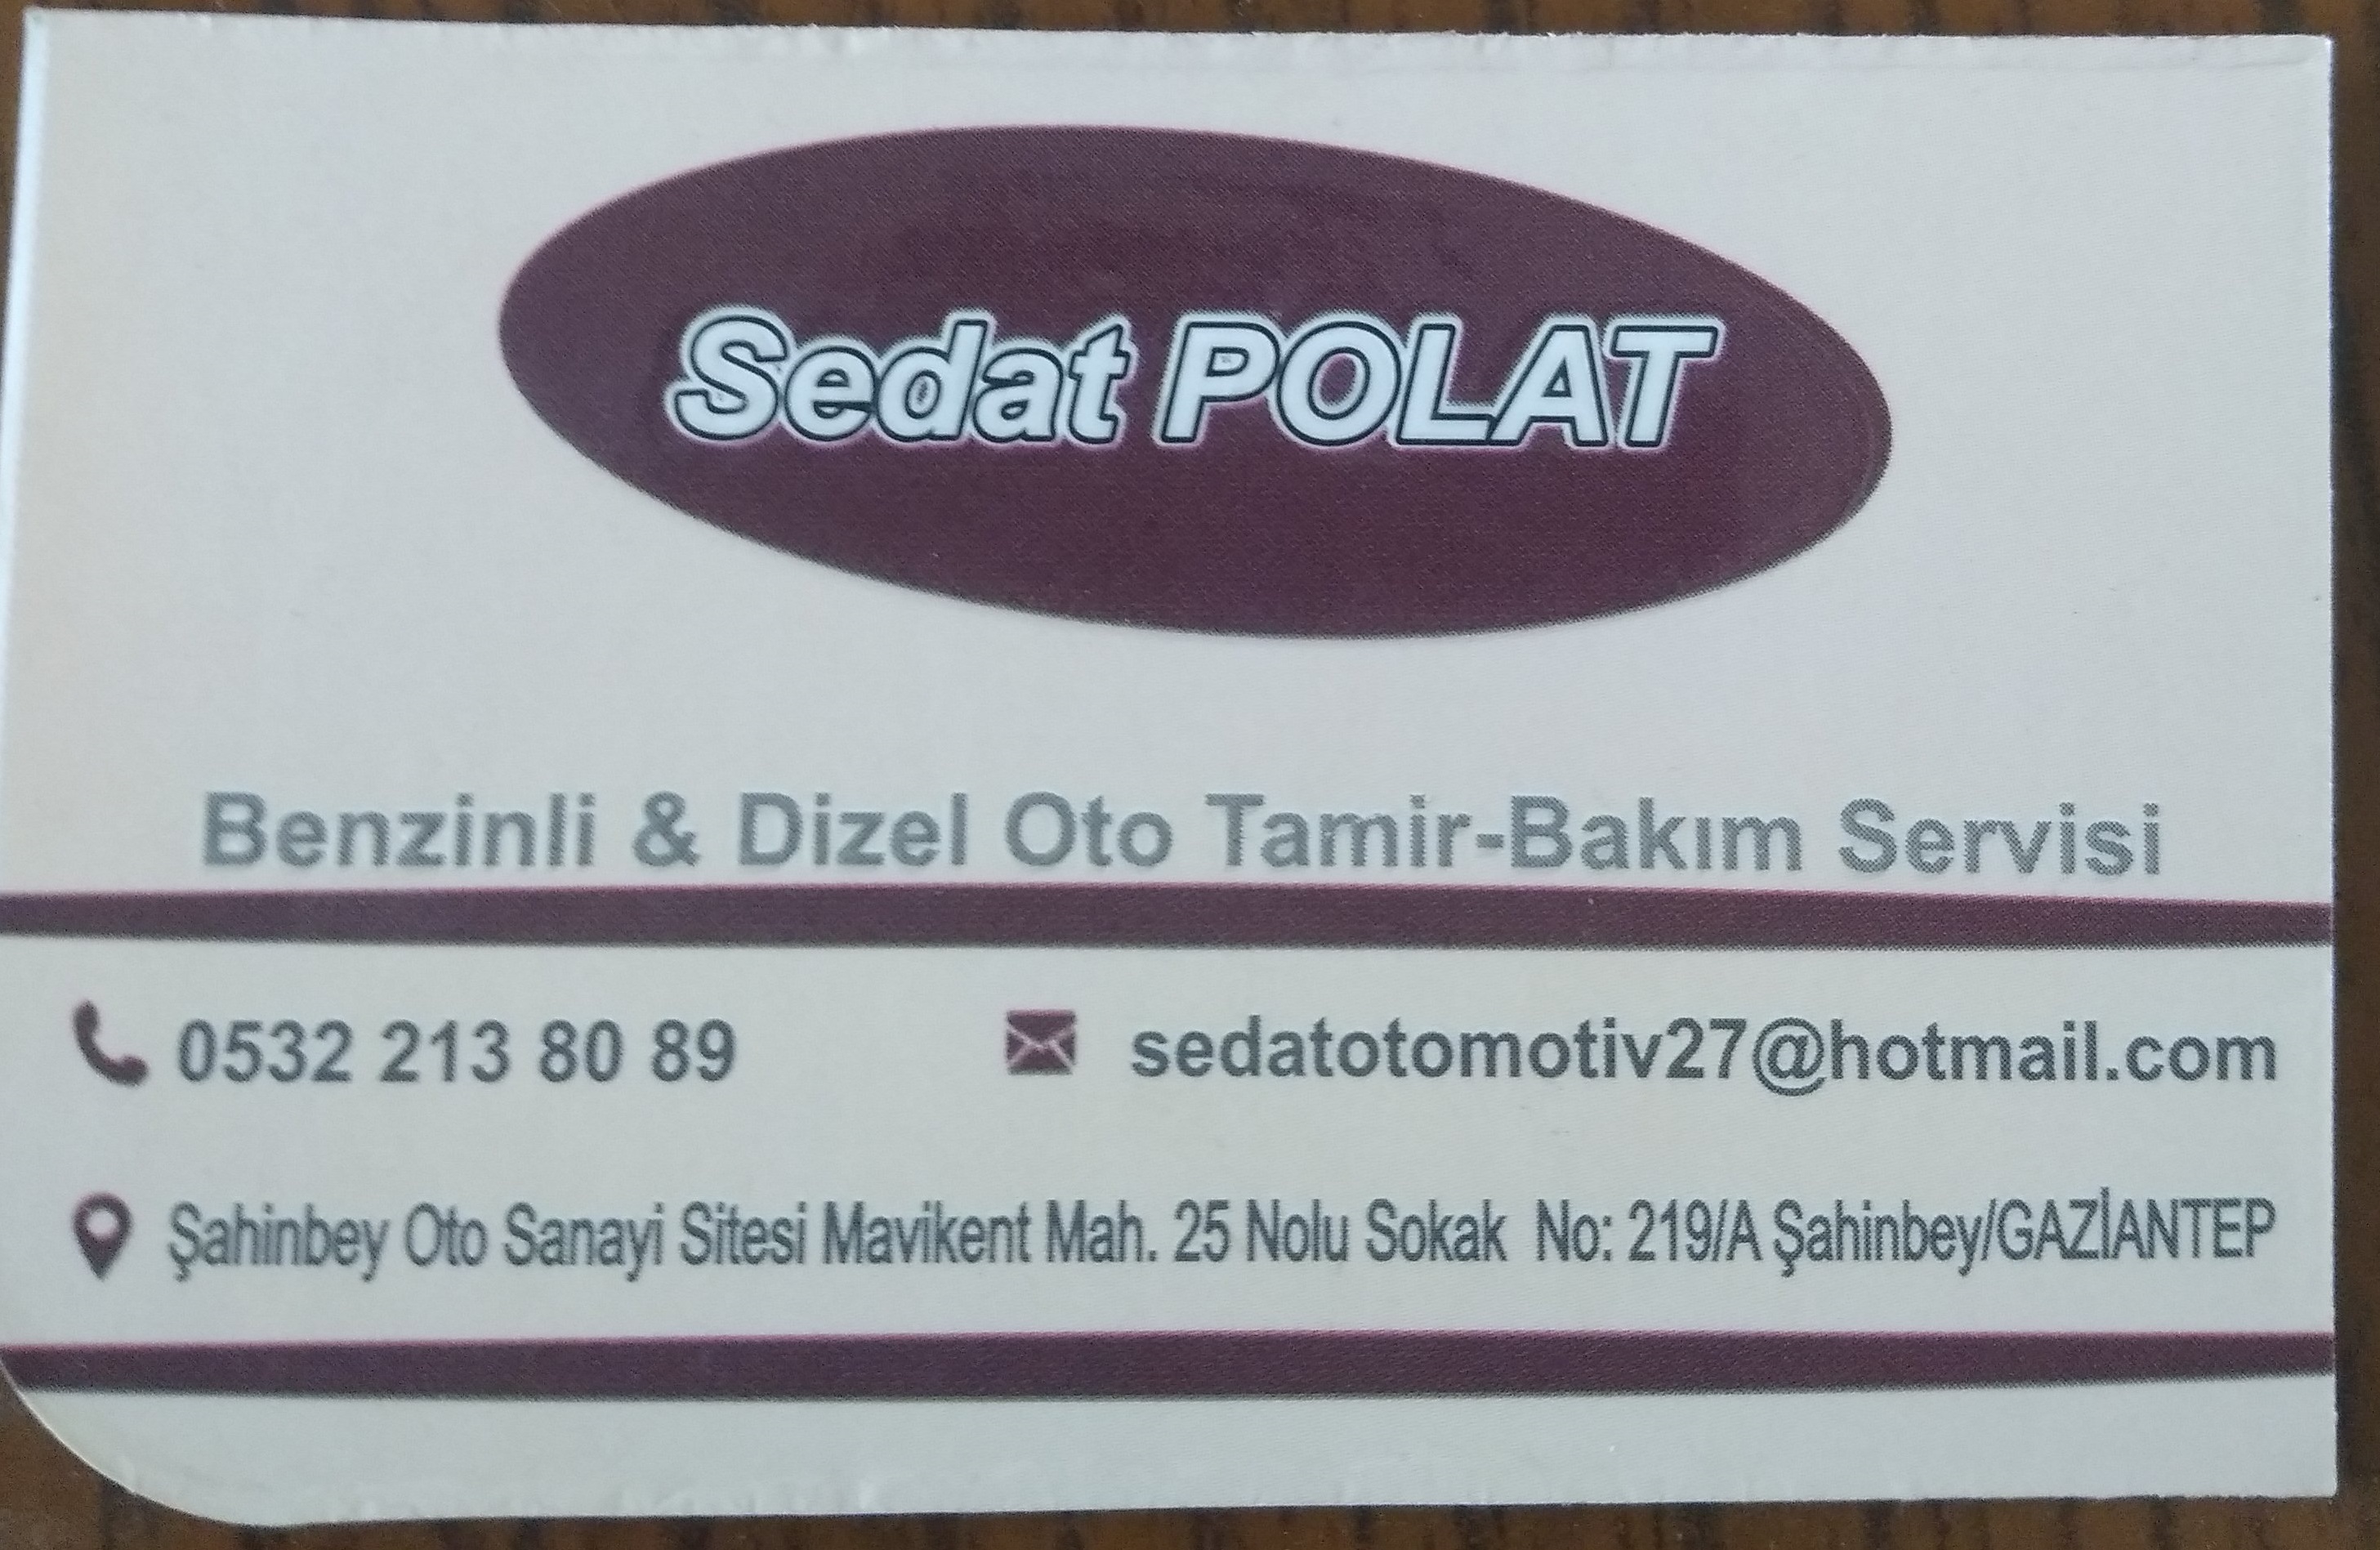 Sedat POLAT
Benzinli & Dizel Oto Tamir-Bakım Servisi
0532 213 80 89
sedatotomotiv27@hotmail.com
Şahinbey Oto Sanayi Sitesi Mavikent Mah. 25 Nolu Sokak No: 219/A Şahinbey/GAZİANTEP